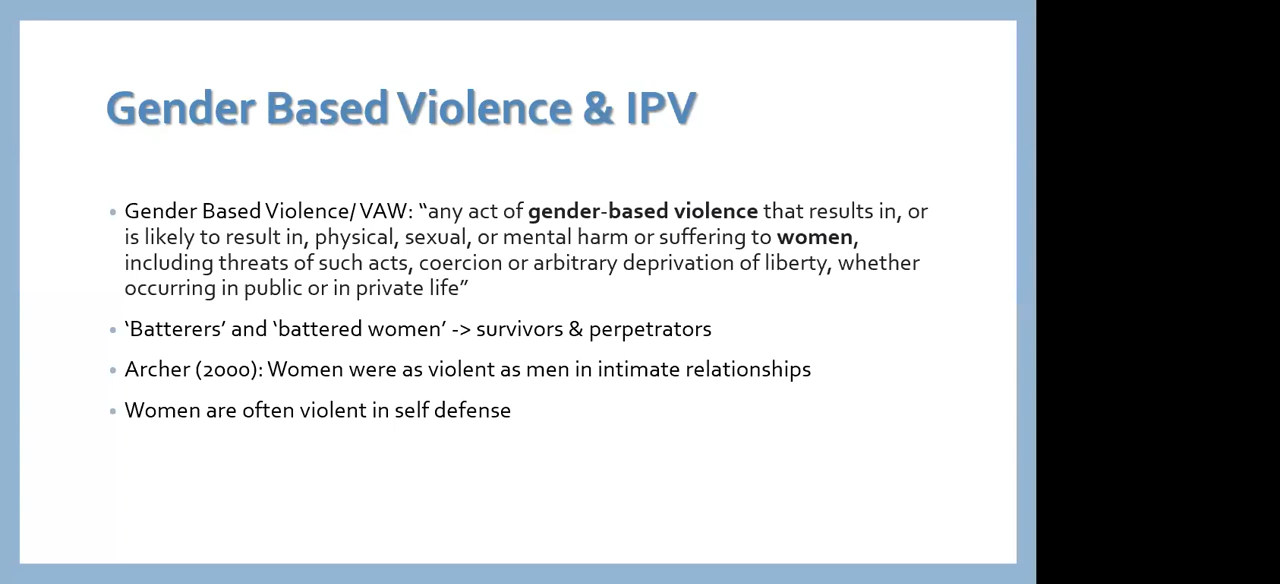 Gender Based Violence & IPV
• Gender Based Violence/ VAW: “any act of gender-based violence that results in, or
is likely to result in, physical, sexual, or mental harm or suffering to women,
including threats of such acts, coercion or arbitrary deprivation of liberty, whether
occurring in public or in private life”
• ‘Batterers’ and ‘battered women’ -> survivors & perpetrators
• Archer (2000): Women were as violent as men in intimate relationships
• Women are often violent in self defense